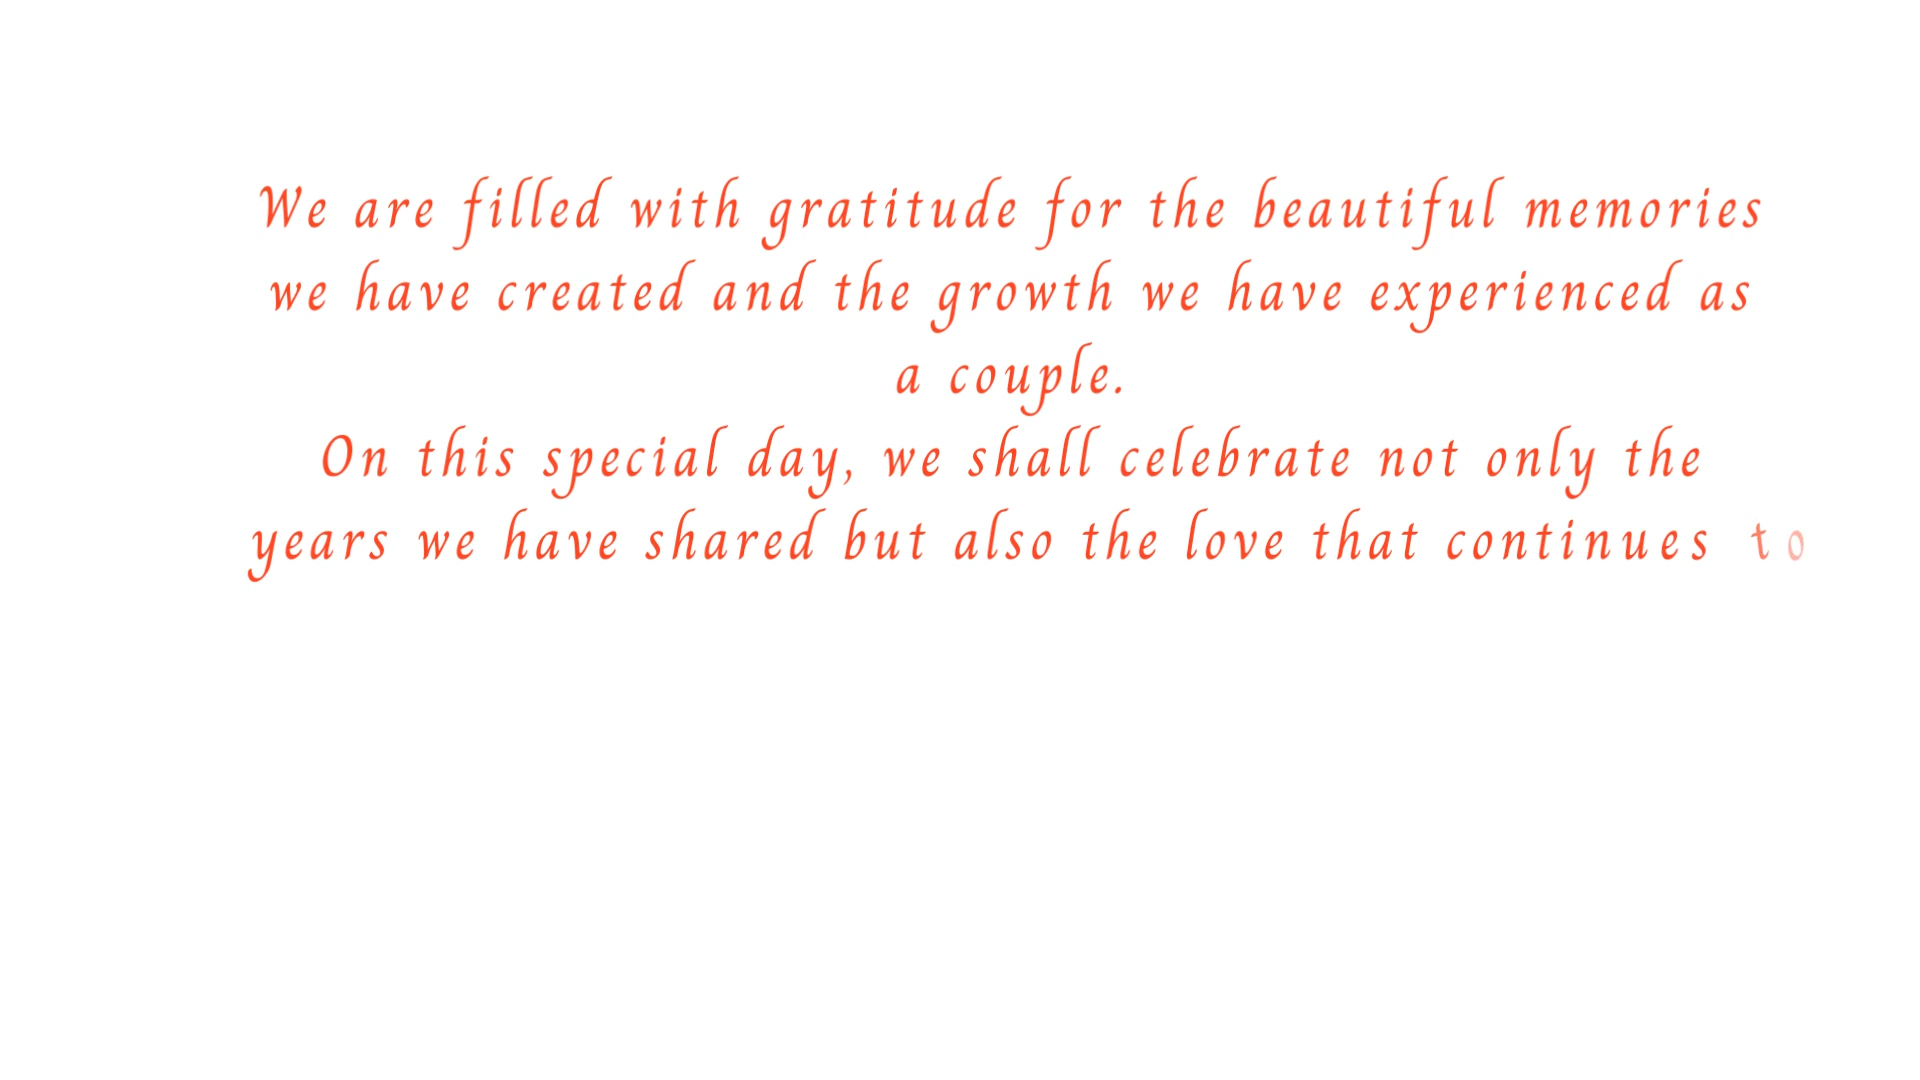 We are filled with gratitude for the beautiful memories
we have created and the growth we have experienced as
a couple.
On this special day, we shall celebrate not only the
years we have shared but also the love that continues to